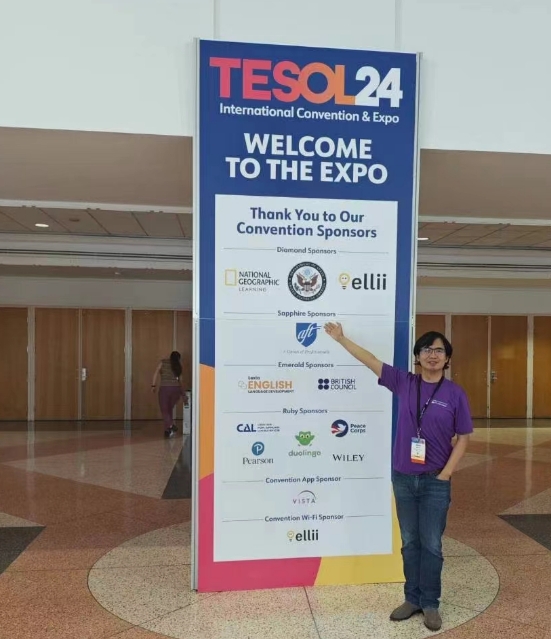 TESOL24
International Convention & Expo
WELCOME
TO THE EXPO
Thank You to Our
Convention Sponsors
Diamond Sponsors
NATIONAL
GEOGRAPHIC
LEARNING
ellii
Sapphire Sponsors
aft
Emerald Sponsors
ENGLISH
LANGUAGE DEVELOPMENT
BRITISH
COUNCIL
Ruby Sponsors
CAL
Peace
Corps
Pearson
duolingo
WILEY
Convention App Sponsor
VISTA
Convention Wi-Fi Sponsor
ellii